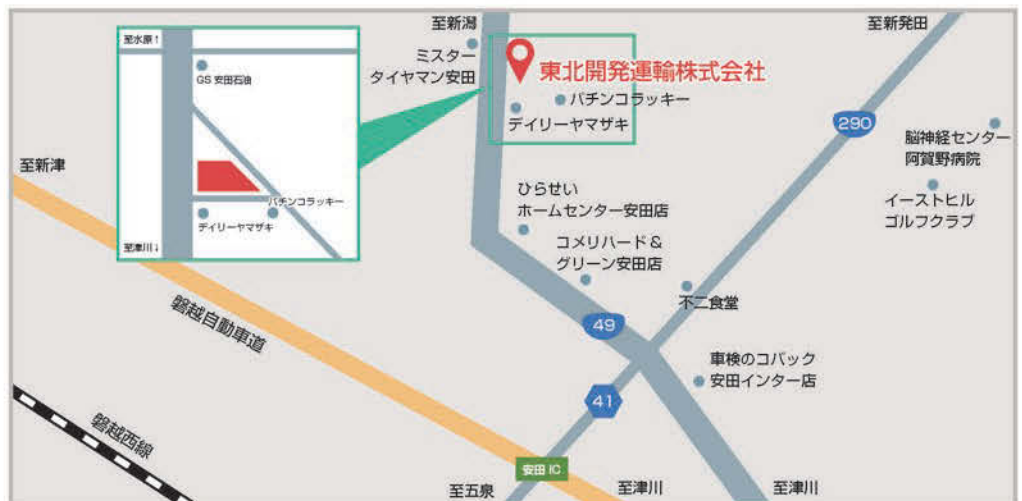 至新潟
至新発田
至水原↑
ミスター
タイヤマン安田
東北開発運輸株式会社
GS 安田石油
パチンコラッキー
デイリーヤマザキ
290
脳神経センター
阿賀野病院
至新津
イーストヒル
ゴルフクラブ
ひらせい
ホームセンター安田店
パチンコラッキー
デイリーヤマザキ
至津川↓
コメリハード＆
グリーン安田店
不二食堂
磐越自動車道
49
車検のコバック
安田インター店
41
磐越西線
安田 IC
至五泉
至津川
至津川